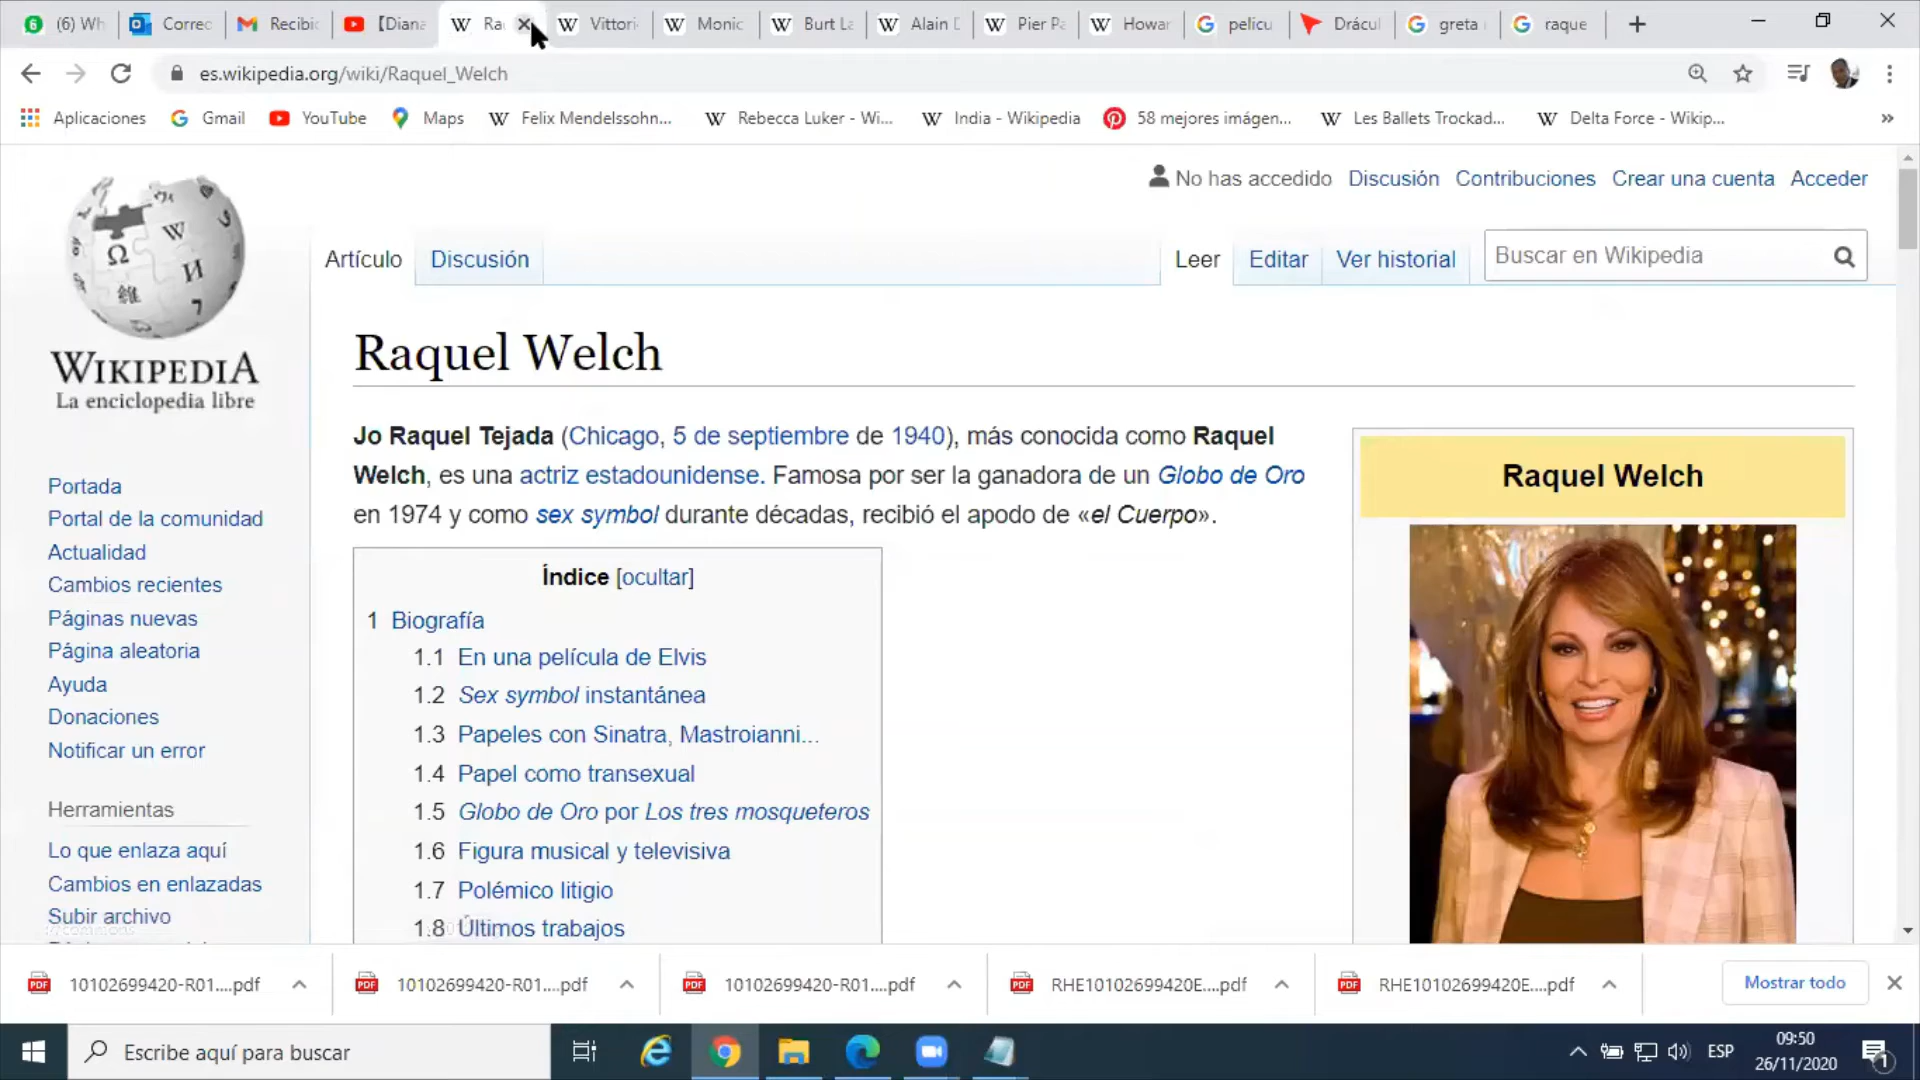 6 (6) Wh
Correc
Recibi
[Diana
W Ra
W Vittori
W Monic
W Burt La
W Alain D
W Pier Pa
W Howar
G pelicu
Drácul
G greta
G raque
es.wikipedia.org/wiki/Raquel_Welch
Aplicaciones
G Gmail
YouTube
Maps
W Felix Mendelssohn...
W Rebecca Luker - Wi...
W India - Wikipedia
58 mejores imágen...
W Les Ballets Trockad...
W Delta Force - Wikip...
»
No has accedido Discusión Contribuciones Crear una cuenta Acceder
Artículo Discusión
Leer Editar Ver historial
Buscar en Wikipedia
WIKIPEDIA
La enciclopedia libre
Portada
Portal de la comunidad
Actualidad
Cambios recientes
Páginas nuevas
Página aleatoria
Ayuda
Donaciones
Notificar un error
Herramientas
Lo que enlaza aquí
Cambios en enlazadas
Subir archivo
Raquel Welch
Jo Raquel Tejada (Chicago, 5 de septiembre de 1940), más conocida como Raquel
Welch, es una actriz estadounidense. Famosa por ser la ganadora de un Globo de Oro
en 1974 y como sex symbol durante décadas, recibió el apodo de «el Cuerpo».
Índice [ocultar]
1 Biografía
1.1 En una película de Elvis
1.2 Sex symbol instantánea
1.3 Papeles con Sinatra, Mastroianni...
1.4 Papel como transexual
1.5 Globo de Oro por Los tres mosqueteros
1.6 Figura musical y televisiva
1.7 Polémico litigio
1.8 Últimos trabajos
Raquel Welch
PDF 10102699420-R01....pdf
PDF 10102699420-R01....pdf
PDF 10102699420-R01....pdf
PDF RHE10102699420E....pdf
PDF RHE10102699420E....pdf
Mostrar todo
Escribe aquí para buscar
ESP
09:50
26/11/2020
1